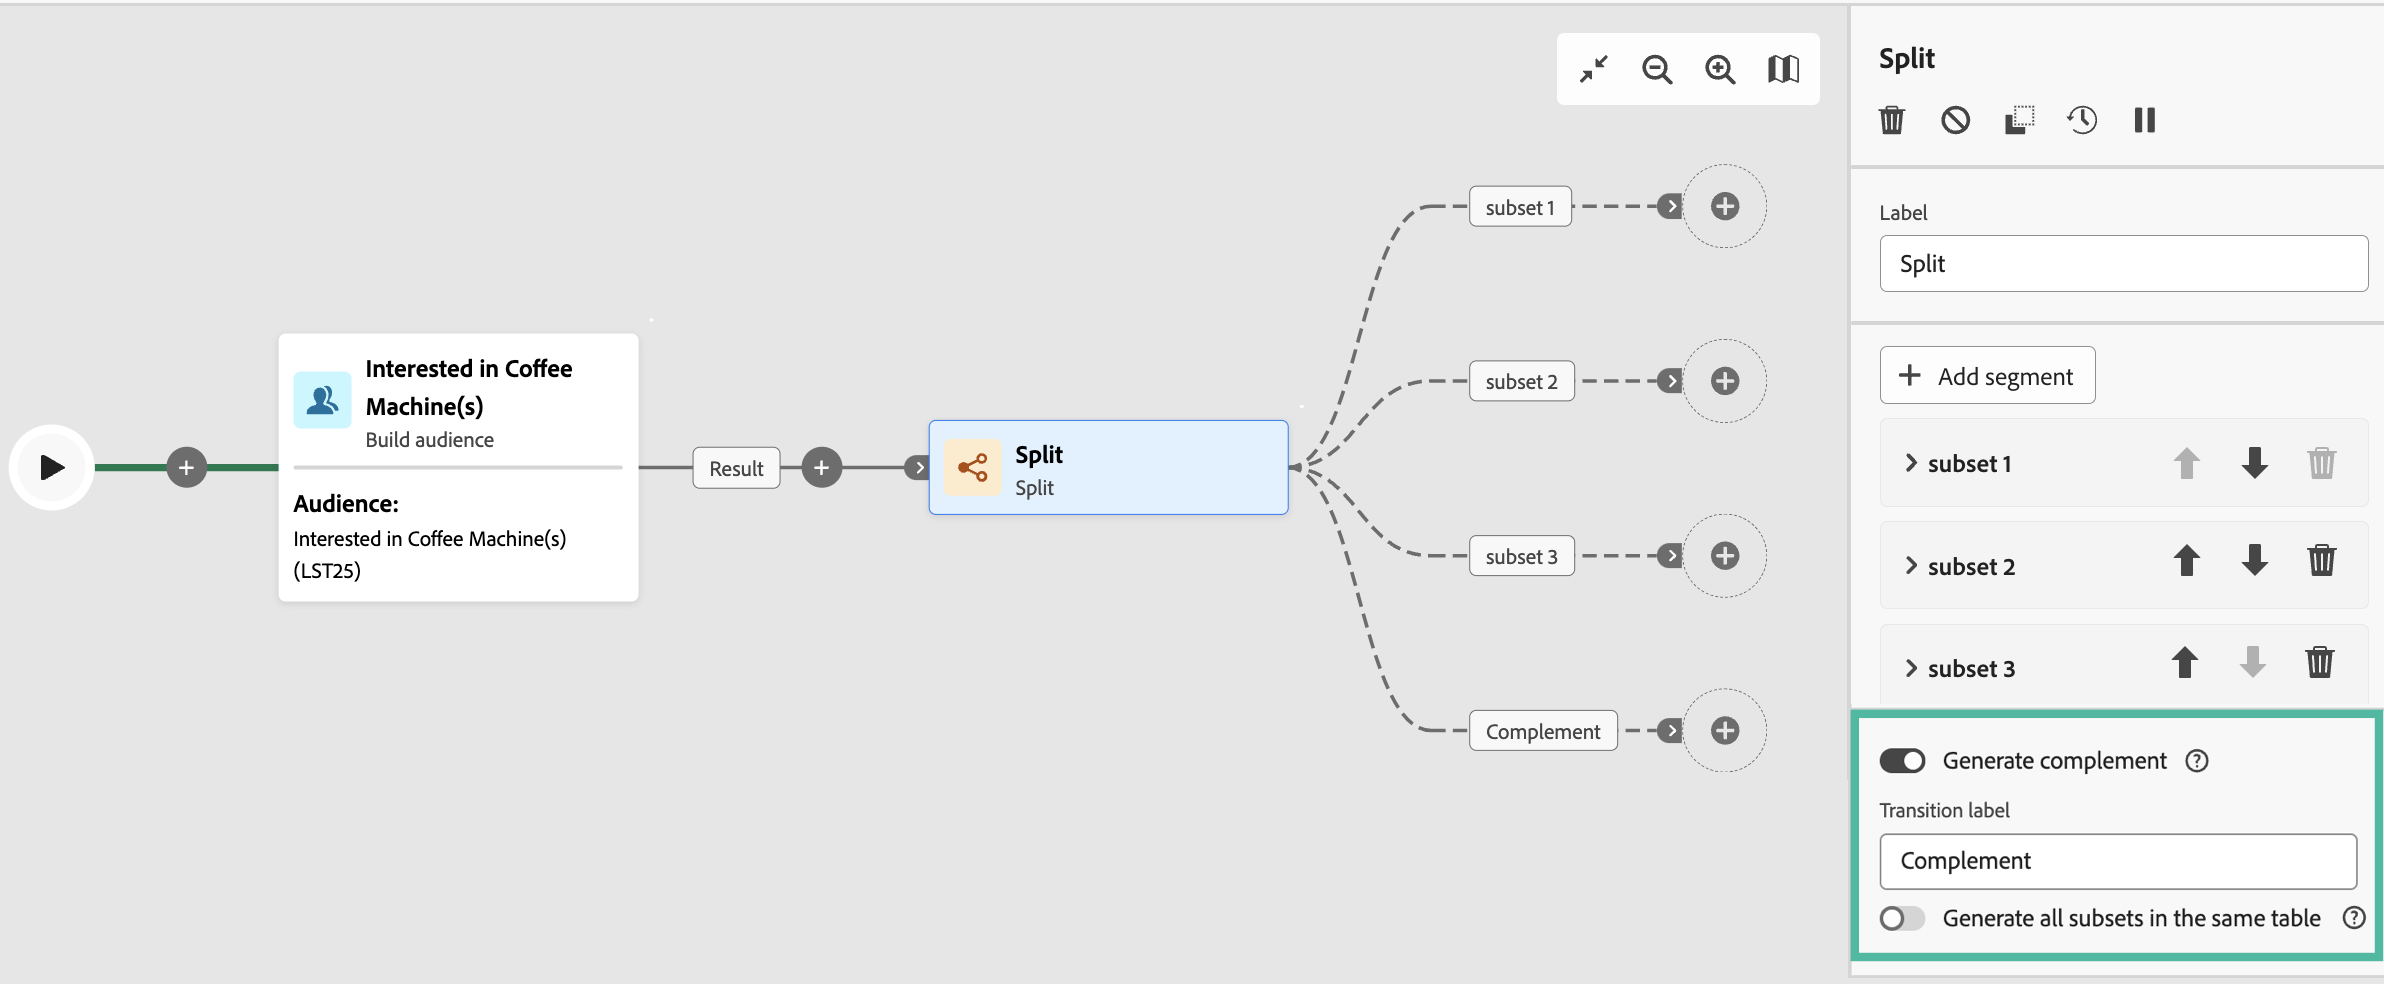 Interested in Coffee
Machine(s)
Build audience
Audience:
Interested in Coffee Machine(s)
(LST25)
Result
Split
Split
subset 1
subset 2
subset 3
Complement
Split
Label
Split
Add segment
subset 1
subset 2
subset 3
Generate complement
Transition label
Complement
Generate all subsets in the same table